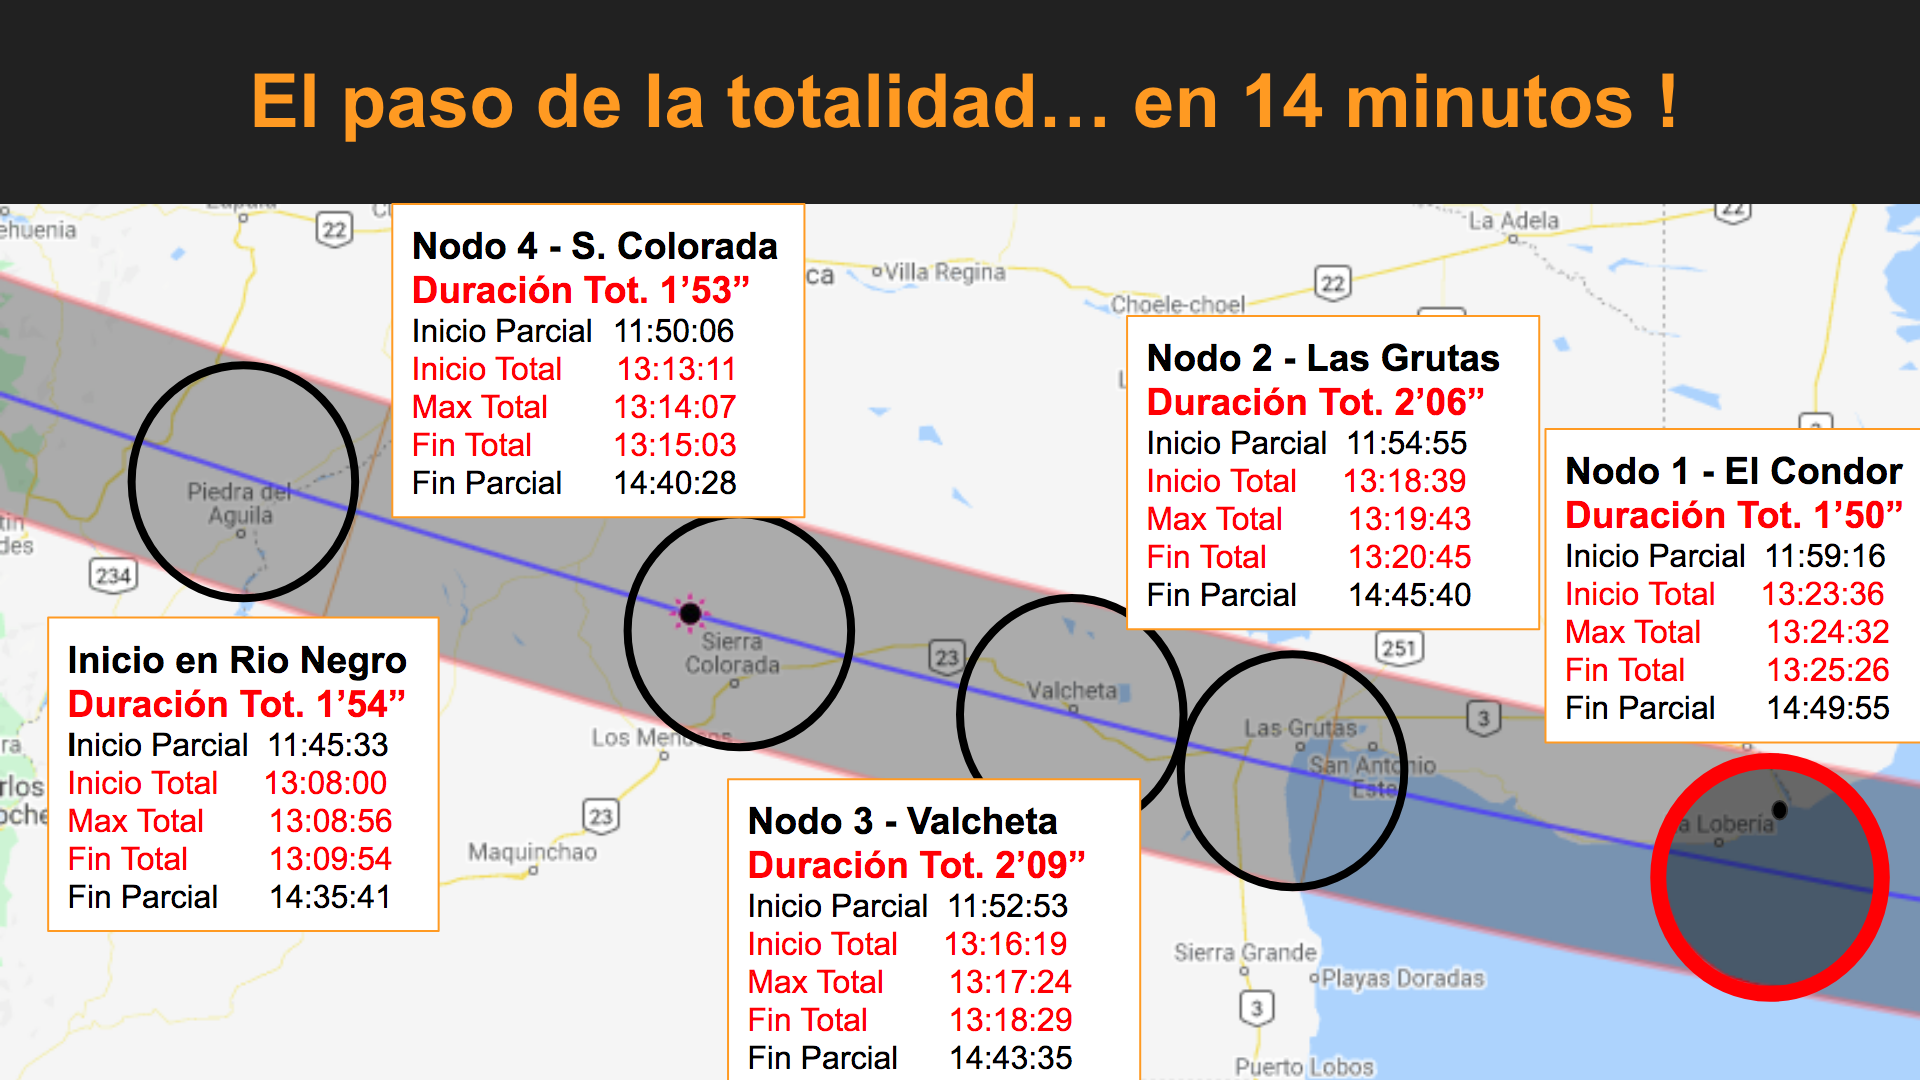 El paso de la totalidad… en 14 minutos !
ehuenia
22
Nodo 4 - S. Colorada
Duración Tot. 1’53”
Inicio Parcial 11:50:06
Inicio Total 13:13:11
Max Total 13:14:07
Fin Total 13:15:03
Fin Parcial 14:40:28
ca
Villa Regina
Choele-choel
22
La Adela
22
Nodo 2 - Las Grutas
Duración Tot. 2’06”
Inicio Parcial 11:54:55
Inicio Total 13:18:39
Max Total 13:19:43
Fin Total 13:20:45
Fin Parcial 14:45:40
Nodo 1 - El Condor
Duración Tot. 1’50”
Inicio Parcial 11:59:16
Inicio Total 13:23:36
Max Total 13:24:32
Fin Total 13:25:26
Fin Parcial 14:49:55
Piedra del
Aguila
tin
des
234
Inicio en Rio Negro
Duración Tot. 1’54”
Inicio Parcial 11:45:33
Inicio Total 13:08:00
Max Total 13:08:56
Fin Total 13:09:54
Fin Parcial 14:35:41
ra
rlos
oche
Sierra
Colorada
Los Menucos
23
Valcheta
251
3
Las Grutas
San Antonio
Este
a Lobería
23
Maquinchao
Nodo 3 - Valcheta
Duración Tot. 2’09”
Inicio Parcial 11:52:53
Inicio Total 13:16:19
Max Total 13:17:24
Fin Total 13:18:29
Fin Parcial 14:43:35
Sierra Grande
Playas Doradas
3
Puerto Lobos